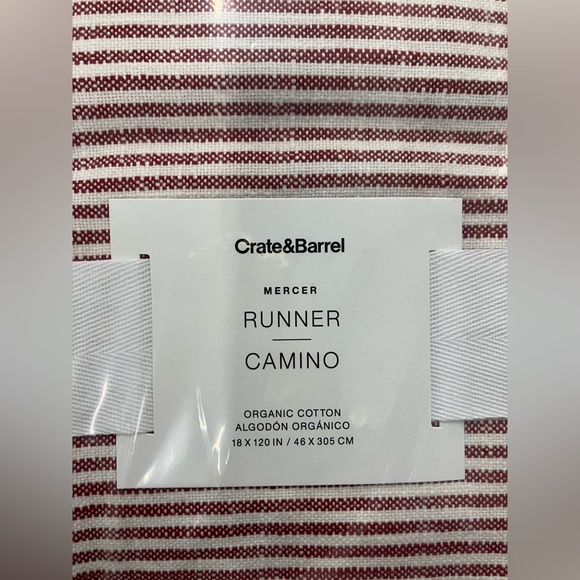 Crate&Barrel
MERCER
RUNNER
CAMINO
ORGANIC COTTON
ALGODÓN ORGÁNICO
18 X 120 IN / 46 X 305 CM